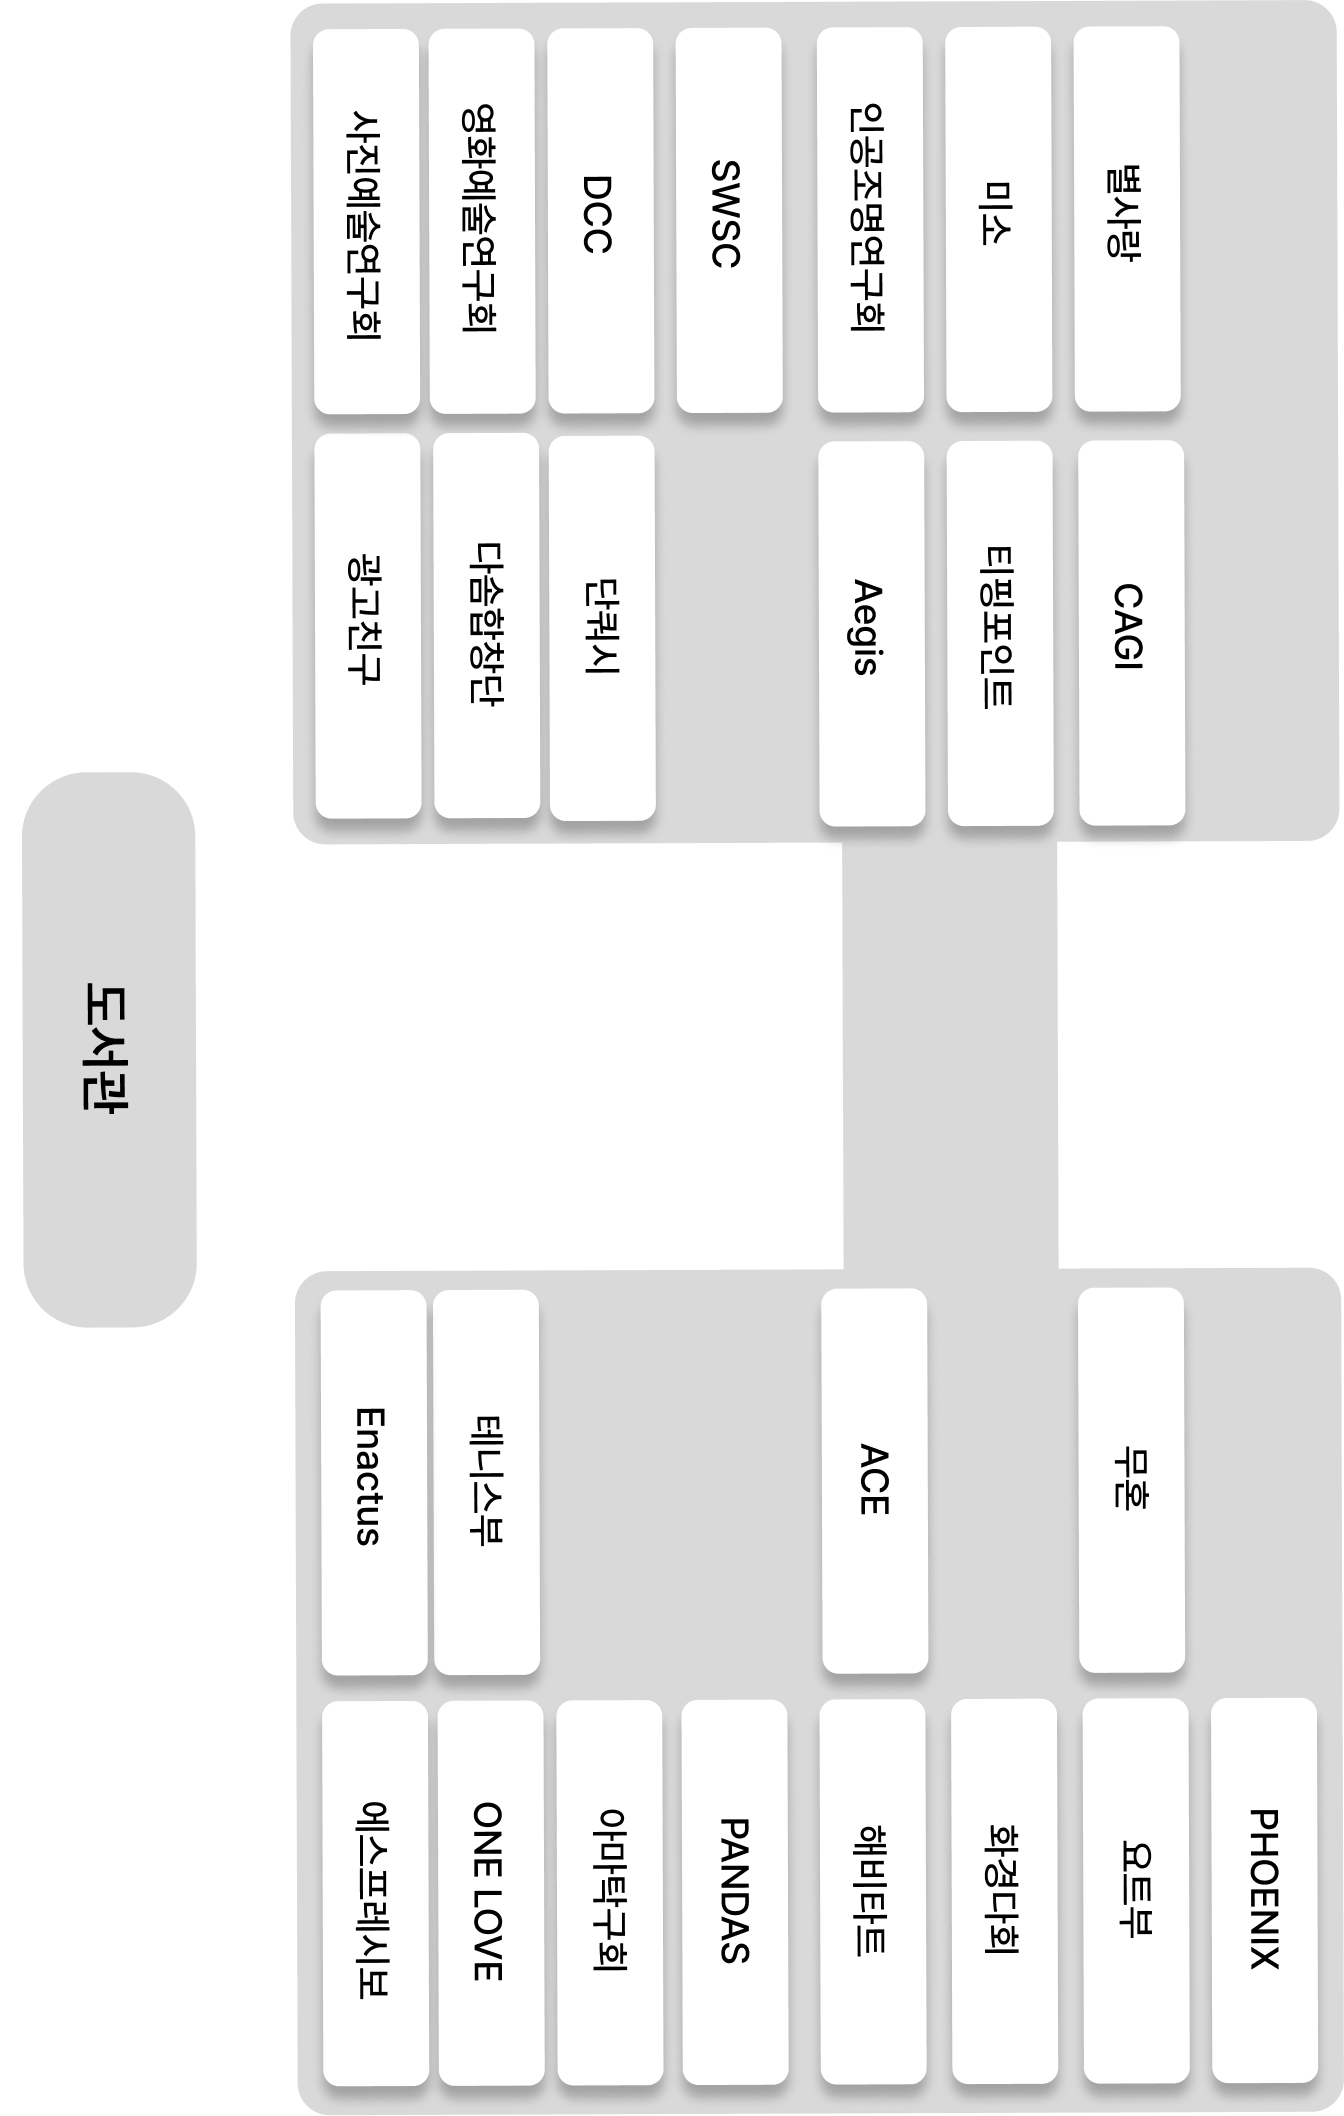 사진예술연구회
영화예술연구회
DCC
SWSC
인공조명연구회
미소
별사랑
광고친구
다솜합창단
단쿼시
Aegis
티핑포인트
CAGI
도서관
Enactus
테니스부
ACE
무혼
에스프레시보
ONE LOVE
아마탁구회
PANDAS
해비타트
화경다회
요트부
PHOENIX